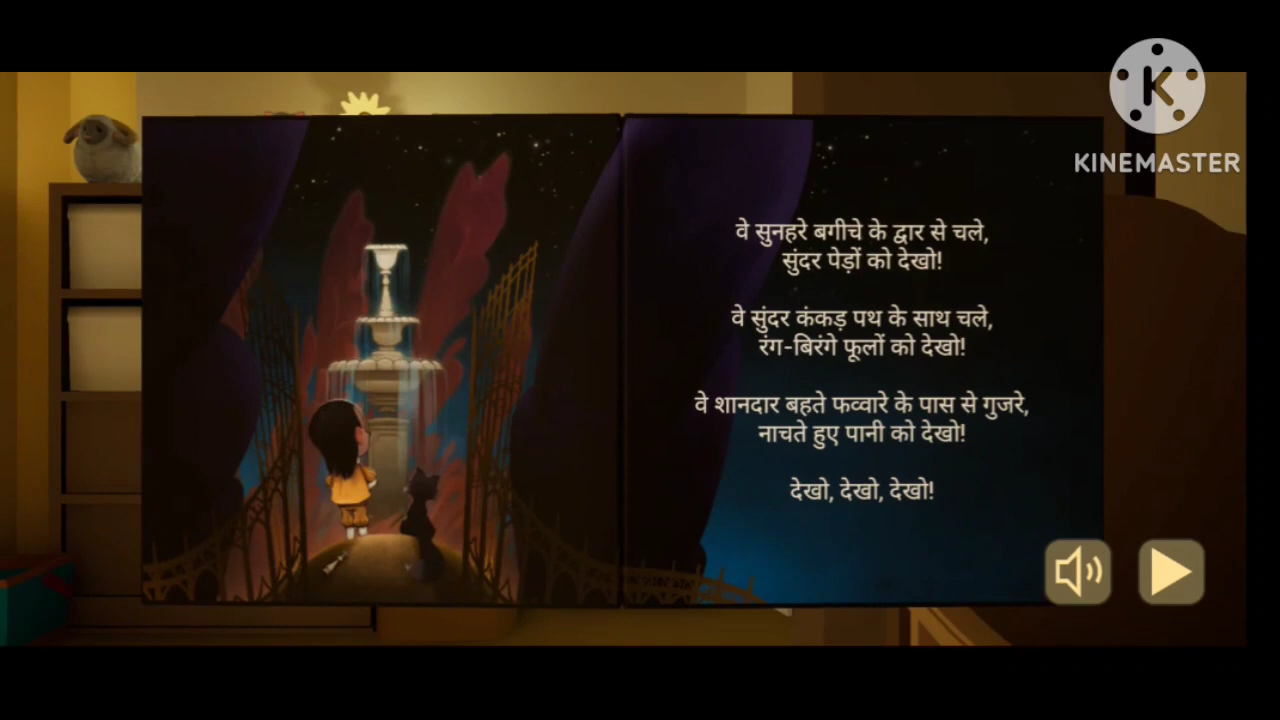 KINEMASTER
वे सुनहरे बगीचे के द्वार से चले,
सुंदर पेड़ों को देखो!
वे सुंदर कंकड़ पथ के साथ चले,
रंग-बिरंगे फूलों को देखो!
वे शानदार बहते फव्वारे के पास से गुजरे,
नाचते हुए पानी को देखो!
देखो, देखो, देखो!